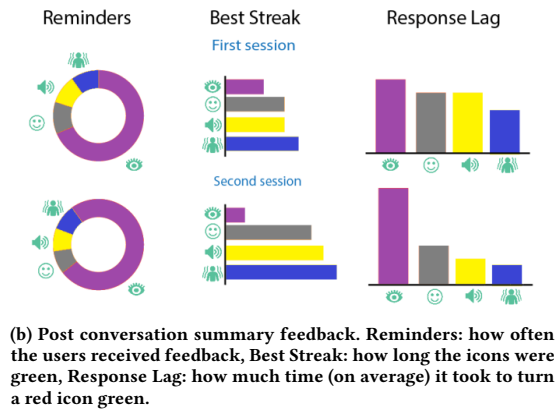 Reminders Best Streak Response Lag
First session
Second session
(b) Post conversation summary feedback. Reminders: how often
the users received feedback, Best Streak: how long the icons were
green, Response Lag: how much time (on average) it took to turn
a red icon green.